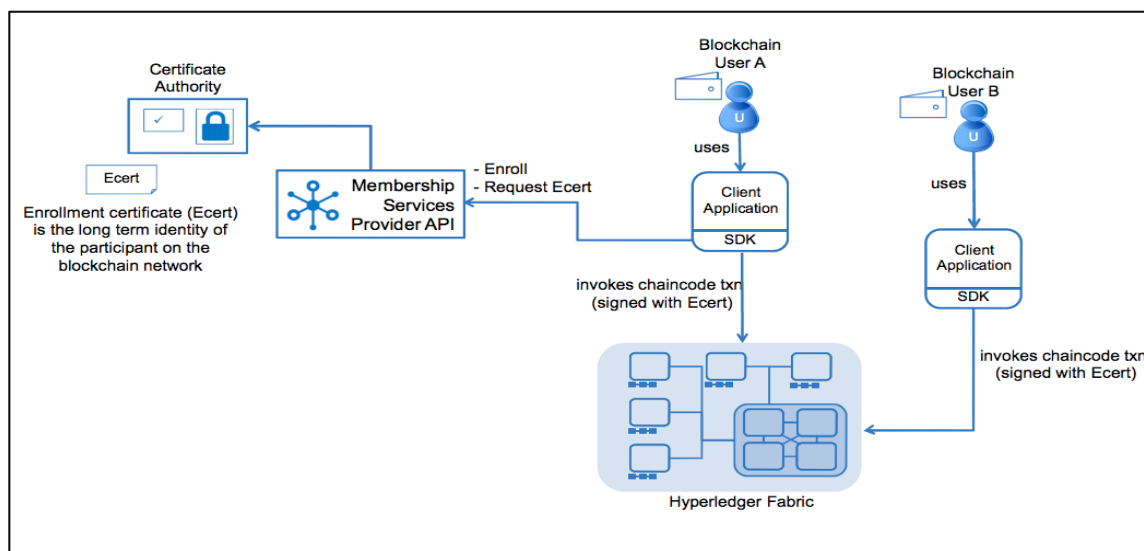 Certificate
Authority
Ecert
Enrollment certificate (Ecert)
is the long term identity of
the participant on the
blockchain network
Membership
Services
Provider API
- Enroll
- Request Ecert
Blockchain
User A
U
uses
Client
Application
SDK
invokes chaincode txn
(signed with Ecert)
Blockchain
User B
U
uses
Client
Application
SDK
invokes chaincode txn
(signed with Ecert)
Hyperledger Fabric